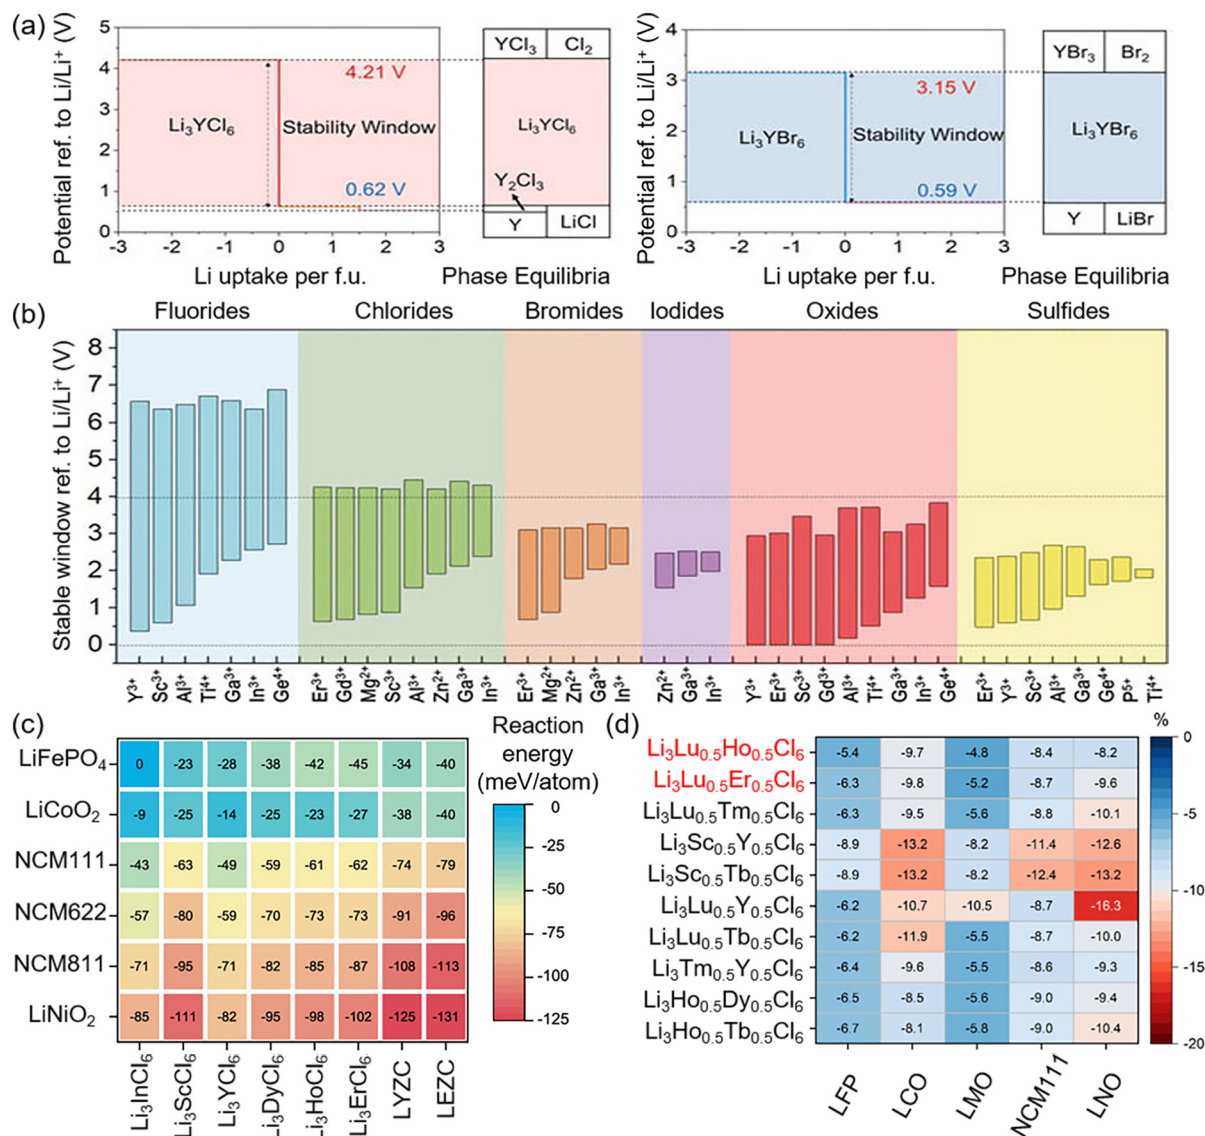 (a)
Potential ref. to Li/Li⁺ (V)
5
4
3
2
1
0
4.21 V
Li₃YCl₆
Stability Window
0.62 V
-3 -2 -1 0 1 2 3
Li uptake per f.u.
YCl₃ Cl₂
Li₃YCl₆
Y₂Cl₃
Y LiCl
Phase Equilibria
Potential ref. to Li/Li⁺ (V)
4
3
2
1
0
3.15 V
Li₃YBr₆
Stability Window
0.59 V
-3 -2 -1 0 1 2 3
Li uptake per f.u.
YBr₃ Br₂
Li₃YBr₆
Y LiBr
Phase Equilibria
(b)
Fluorides Chlorides Bromides Iodides Oxides Sulfides
Stable window ref. to Li/Li⁺ (V)
8
7
6
5
4
3
2
1
0
Y³⁺ Sc³⁺ Al³⁺ Ti⁴⁺ Ga³⁺ In³⁺ Ge⁴⁺ Er³⁺ Gd³⁺ Mg²⁺ Sc³⁺ Al³⁺ Zn²⁺ Ga³⁺ In³⁺ Er³⁺ Mg²⁺ Zn²⁺ Ga³⁺ In³⁺ Zn²⁺ Ga³⁺ In³⁺ Y³⁺ Er³⁺ Sc³⁺ Gd³⁺ Al³⁺ Ti⁴⁺ Ga³⁺ In³⁺ Ge⁴⁺ Er³⁺ Y³⁺ Sc³⁺ Al³⁺ Ga³⁺ Ge⁴⁺ P⁵⁺ Ti⁴⁺
(c)
LiFePO₄ 0 -23 -28 -38 -42 -45 -34 -40
LiCoO₂ -9 -25 -14 -25 -23 -27 -38 -40
NCM111 -43 -63 -49 -59 -61 -62 -74 -79
NCM622 -57 -80 -59 -70 -73 -73 -91 -96
NCM811 -71 -95 -71 -82 -85 -87 -108 -113
LiNiO₂ -85 -111 -82 -95 -98 -102 -125 -131
Li₃InCl₆ Li₃ScCl₆ Li₃YCl₆ Li₃DyCl₆ Li₃HoCl₆ Li₃ErCl₆ LYZC LEZC
Reaction
energy
(meV/atom)
0
-25
-50
-75
-100
-125
(d)
Li₃Lu₀.₅Ho₀.₅Cl₆ -5.4 -9.7 -4.8 -8.4 -8.2
Li₃Lu₀.₅Er₀.₅Cl₆ -6.3 -9.8 -5.2 -8.7 -9.6
Li₃Lu₀.₅Tm₀.₅Cl₆ -6.3 -9.5 -5.6 -8.8 -10.1
Li₃Sc₀.₅Y₀.₅Cl₆ -8.9 -13.2 -8.2 -11.4 -12.6
Li₃Sc₀.₅Tb₀.₅Cl₆ -8.9 -13.2 -8.2 -12.4 -13.2
Li₃Lu₀.₅Y₀.₅Cl₆ -6.2 -10.7 -10.5 -8.7 -16.3
Li₃Lu₀.₅Tb₀.₅Cl₆ -6.2 -11.9 -5.5 -8.7 -10.0
Li₃Tm₀.₅Y₀.₅Cl₆ -6.4 -9.6 -5.5 -8.6 -9.3
Li₃Ho₀.₅Dy₀.₅Cl₆ -6.5 -8.5 -5.6 -9.0 -9.4
Li₃Ho₀.₅Tb₀.₅Cl₆ -6.7 -8.1 -5.8 -9.0 -10.4
LFP LCO LMO NCM111 LNO
%
0
-5
-10
-15
-20